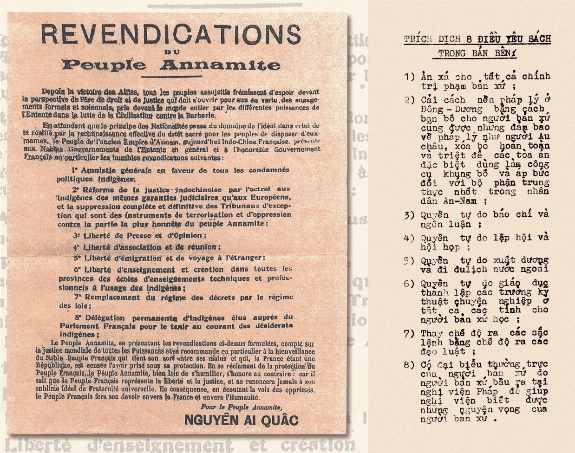 REVENDICATIONS
DU
Peuple Annamite
Depuis la victoire des Alliés, tous les peuples assujettis frémissent d'espoir devant
la perspective de l'ère de droit et de justice qui doit s'ouvrir pour eux en vertu des engage-
ments formels et solennels, pris devant le monde entier par les différentes puissances de
l'Entente dans la lutte de la Civilisation contre la Barbarie.
En attendant que le principe des Nationalités passe du domaine de l'idéal dans celui de
la réalité par la reconnaissance effective du droit sacré pour les peuples de disposer d'eux-
mêmes, le Peuple de l'ancien Empire d'Annam, aujourd'hui Indo-Chine Française, présente
aux Nobles Gouvernements de l'Entente en général et à l'honorable Gouvernement
Français en particulier les humbles revendications suivantes :
1° Amnistie générale en faveur de tous les condamnés
politiques indigènes.
2° Réforme de la justice indochinoise par l'octroi aux
Indigènes des mêmes garanties judiciaires qu'aux Européens,
et la suppression complète et définitive des Tribunaux d'excep-
tion qui sont des instruments de terrorisation et d'oppression
contre la partie la plus honnête du peuple Annamite ;
3° Liberté de Presse et d'Opinion ;
4° Liberté d'association et de réunion ;
5° Liberté d'émigration et de voyage à l'étranger ;
6° Liberté d'enseignement et création dans toutes les
provinces des écoles d'enseignements techniques et profes-
sionnels à l'usage des indigènes ;
7° Remplacement du régime des décrets par le régime
des lois ;
8° Délégation permanente d'indigènes élus auprès du
Parlement Français pour le tenir au courant des désidérata
indigènes ;
Le Peuple Annamite, en présentant les revendications ci-dessus formulées, compte sur
la justice mondiale de toutes les Puissances et se recommande en particulier à la bienveillance
du Noble Peuple Français qui tient son sort entre ses mains et qui, la France étant une
République, est censée l'avoir pris sous sa protection. En se réclamant de la protection du
Peuple Français, le Peuple Annamite, bien loin de s'humilier, s'honore au contraire : car il
sait que le Peuple Français représente la liberté et la justice, et ne renoncera jamais à son
sublime idéal de Fraternité universelle. En conséquence, en écoutant la voix des opprimés,
le Peuple Français fera son devoir envers la France et envers l'Humanité.
Pour le Peuple Annamite,
NGUYÊN AI QUẤC
Liberté d'enseignement et création
TRÍCH DỊCH 8 ĐIỀU YÊU SÁCH
TRONG BẢN BÊN:
1) Ân xá cho tất cả chính
trị phạm bản xứ ;
2) Cải cách nền pháp lý ở
Đông-Dương bằng cách
ban bố cho người bản xứ
cũng được những đảm bảo
về pháp lý như người Âu
châu, xóa bỏ hoàn toàn
và triệt để các tòa án
đặc biệt dùng làm công
cụ khủng bố và áp bức
đối với bộ phận trung
thực nhất trong nhân
dân An-Nam ;
3) Quyền tự do báo chí và
ngôn luận ;
4) Quyền tự do lập hội và
hội họp ;
5) Quyền tự do xuất dương
và đi du lịch nước ngoài
6) Quyền tự do giáo dục
thành lập các trường kỹ
thuật chuyên nghiệp ở
tất cả các tỉnh cho
người bản xứ học ;
7) Thay chế độ ra các sắc
lệnh bằng chế độ ra các
đạo luật ;
8) Có đại biểu thường trực
của người bản xứ do
người bản xứ bầu ra tại
nghị viện Pháp để giúp
nghị viện biết được
những nguyện vọng của
người bản xứ .